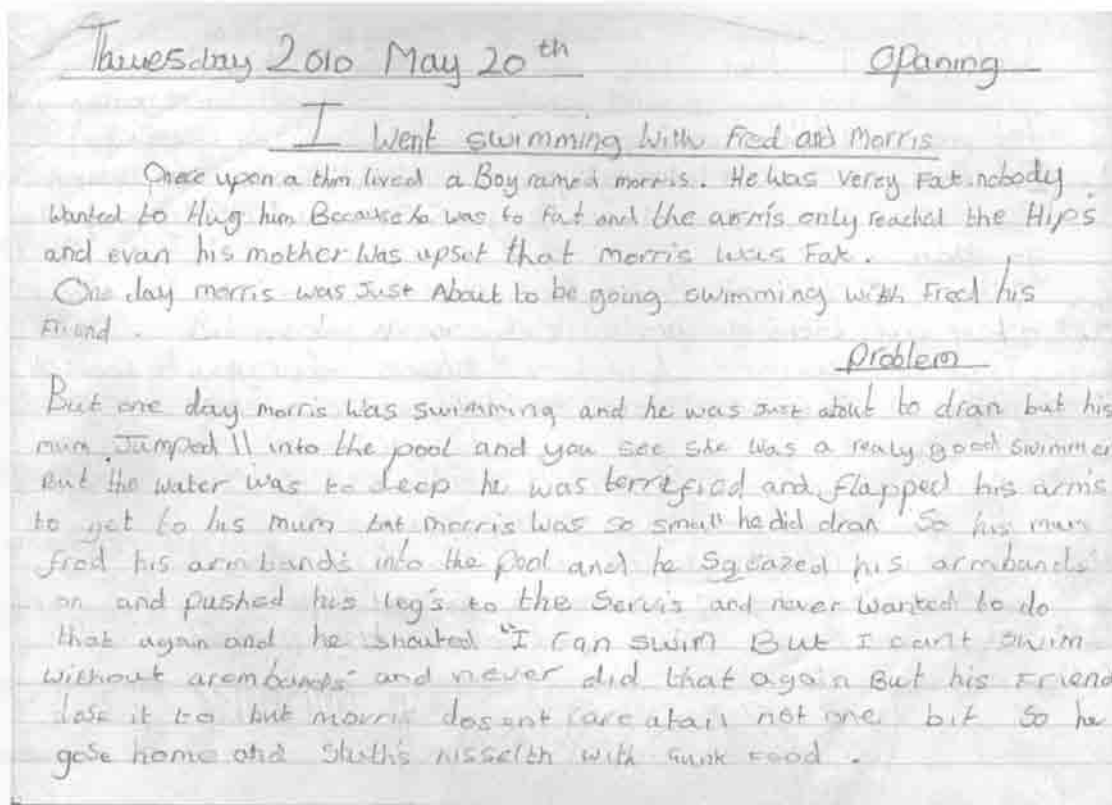 Thuresday 2010 May 20th Opaning
I Went swimming with Fred and Morris
Once upon a thim lived a Boy named morris. He was verey Fat nobody
wanted to Hug him Because he was to Fat and the arms only reachd the Hips
and evan his mother was upset that morris was Fat.
One day morris was Just About to be going swimming with Fred his
Friend.
Problem
But one day morris was swimming and he was Just about to dran but his
mum Jumped into the pool and you see she was a realy good swimmer
But the water was to deep he was terrefied and flapped his arms
to get to his mum but morris was so small he did dran So his mum
frod his armbands into the Pool and he Sqeazed his armbands
on and pushed his leg's to the Servis and never wanted to do
that again and he shouted "I can swim But I can't swim
without arembands" and never did that again But his Friend
dose it to but morris dosent care atall not one bit So he
gose home and with Gunk Food.